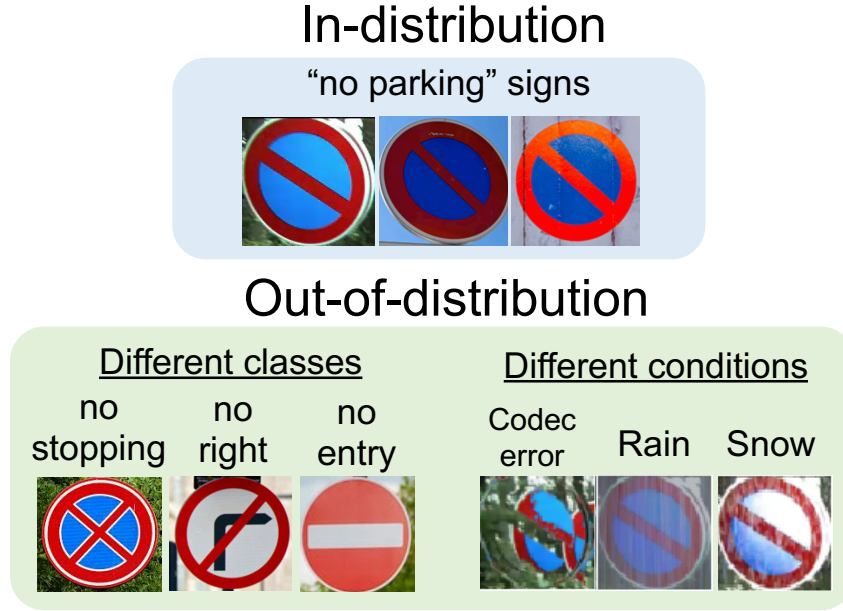 In-distribution
“no parking” signs
Out-of-distribution
Different classes
no
stopping
no
right
no
entry
Different conditions
Codec
error
Rain
Snow